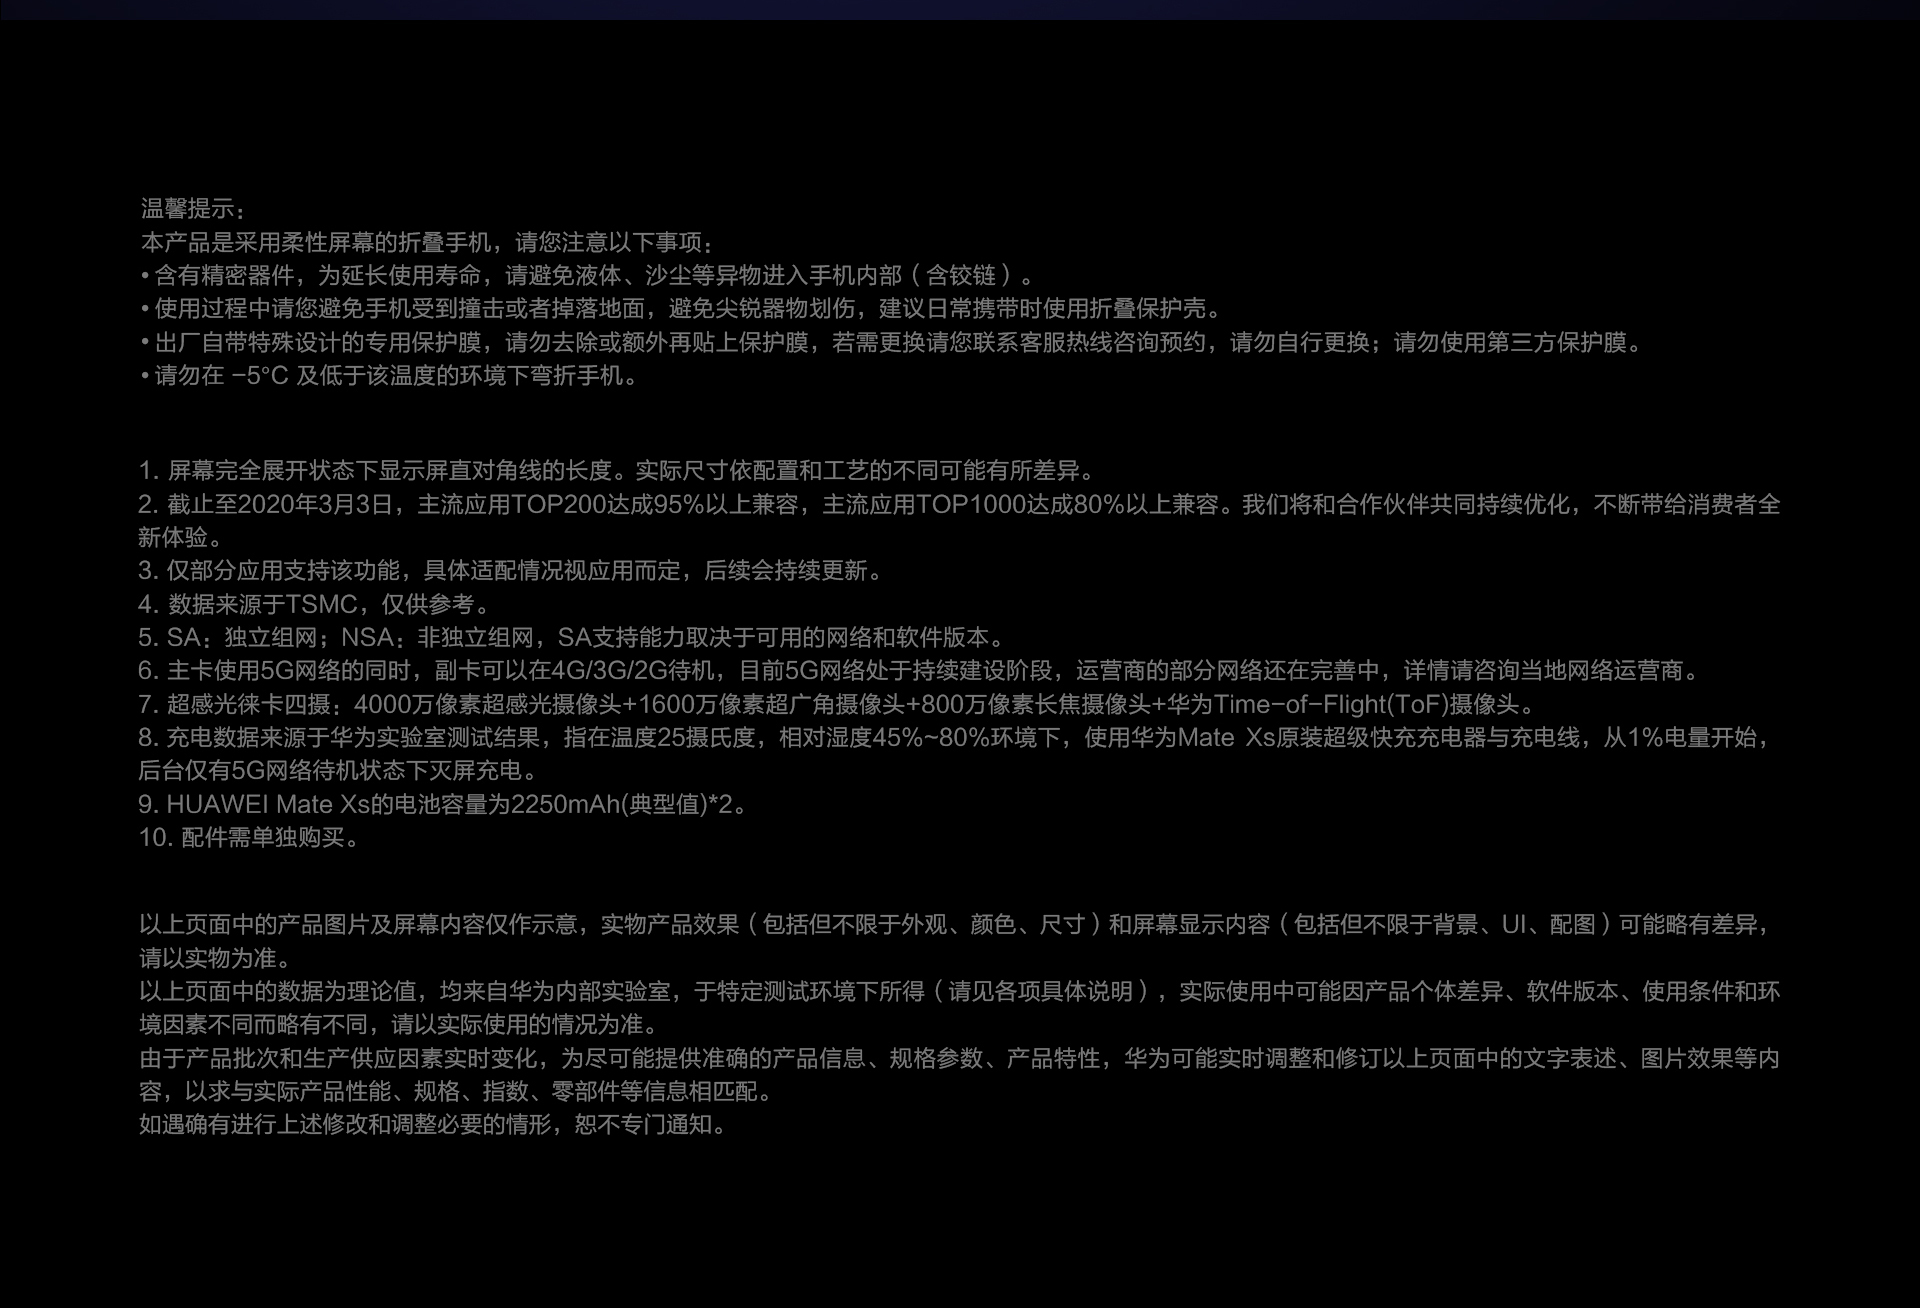 温馨提示：
本产品是采用柔性屏幕的折叠手机，请您注意以下事项：
• 含有精密器件，为延长使用寿命，请避免液体、沙尘等异物进入手机内部（含铰链）。
• 使用过程中请您避免手机受到撞击或者掉落地面，避免尖锐器物划伤，建议日常携带时使用折叠保护壳。
• 出厂自带特殊设计的专用保护膜，请勿去除或额外再贴上保护膜，若需更换请您联系客服热线咨询预约，请勿自行更换；请勿使用第三方保护膜。
• 请勿在 -5°C 及低于该温度的环境下弯折手机。
1. 屏幕完全展开状态下显示屏直对角线的长度。实际尺寸依配置和工艺的不同可能有所差异。
2. 截止至2020年3月3日，主流应用TOP200达成95%以上兼容，主流应用TOP1000达成80%以上兼容。我们将和合作伙伴共同持续优化，不断带给消费者全
新体验。
3. 仅部分应用支持该功能，具体适配情况视应用而定，后续会持续更新。
4. 数据来源于TSMC，仅供参考。
5. SA：独立组网；NSA：非独立组网，SA支持能力取决于可用的网络和软件版本。
6. 主卡使用5G网络的同时，副卡可以在4G/3G/2G待机，目前5G网络处于持续建设阶段，运营商的部分网络还在完善中，详情请咨询当地网络运营商。
7. 超感光徕卡四摄：4000万像素超感光摄像头+1600万像素超广角摄像头+800万像素长焦摄像头+华为Time-of-Flight(ToF)摄像头。
8. 充电数据来源于华为实验室测试结果，指在温度25摄氏度，相对湿度45%~80%环境下，使用华为Mate Xs原装超级快充充电器与充电线，从1%电量开始，
后台仅有5G网络待机状态下灭屏充电。
9. HUAWEI Mate Xs的电池容量为2250mAh(典型值)*2。
10. 配件需单独购买。
以上页面中的产品图片及屏幕内容仅作示意，实物产品效果（包括但不限于外观、颜色、尺寸）和屏幕显示内容（包括但不限于背景、UI、配图）可能略有差异，
请以实物为准。
以上页面中的数据为理论值，均来自华为内部实验室，于特定测试环境下所得（请见各项具体说明），实际使用中可能因产品个体差异、软件版本、使用条件和环
境因素不同而略有不同，请以实际使用的情况为准。
由于产品批次和生产供应因素实时变化，为尽可能提供准确的产品信息、规格参数、产品特性，华为可能实时调整和修订以上页面中的文字表述、图片效果等内
容，以求与实际产品性能、规格、指数、零部件等信息相匹配。
如遇确有进行上述修改和调整必要的情形，恕不专门通知。